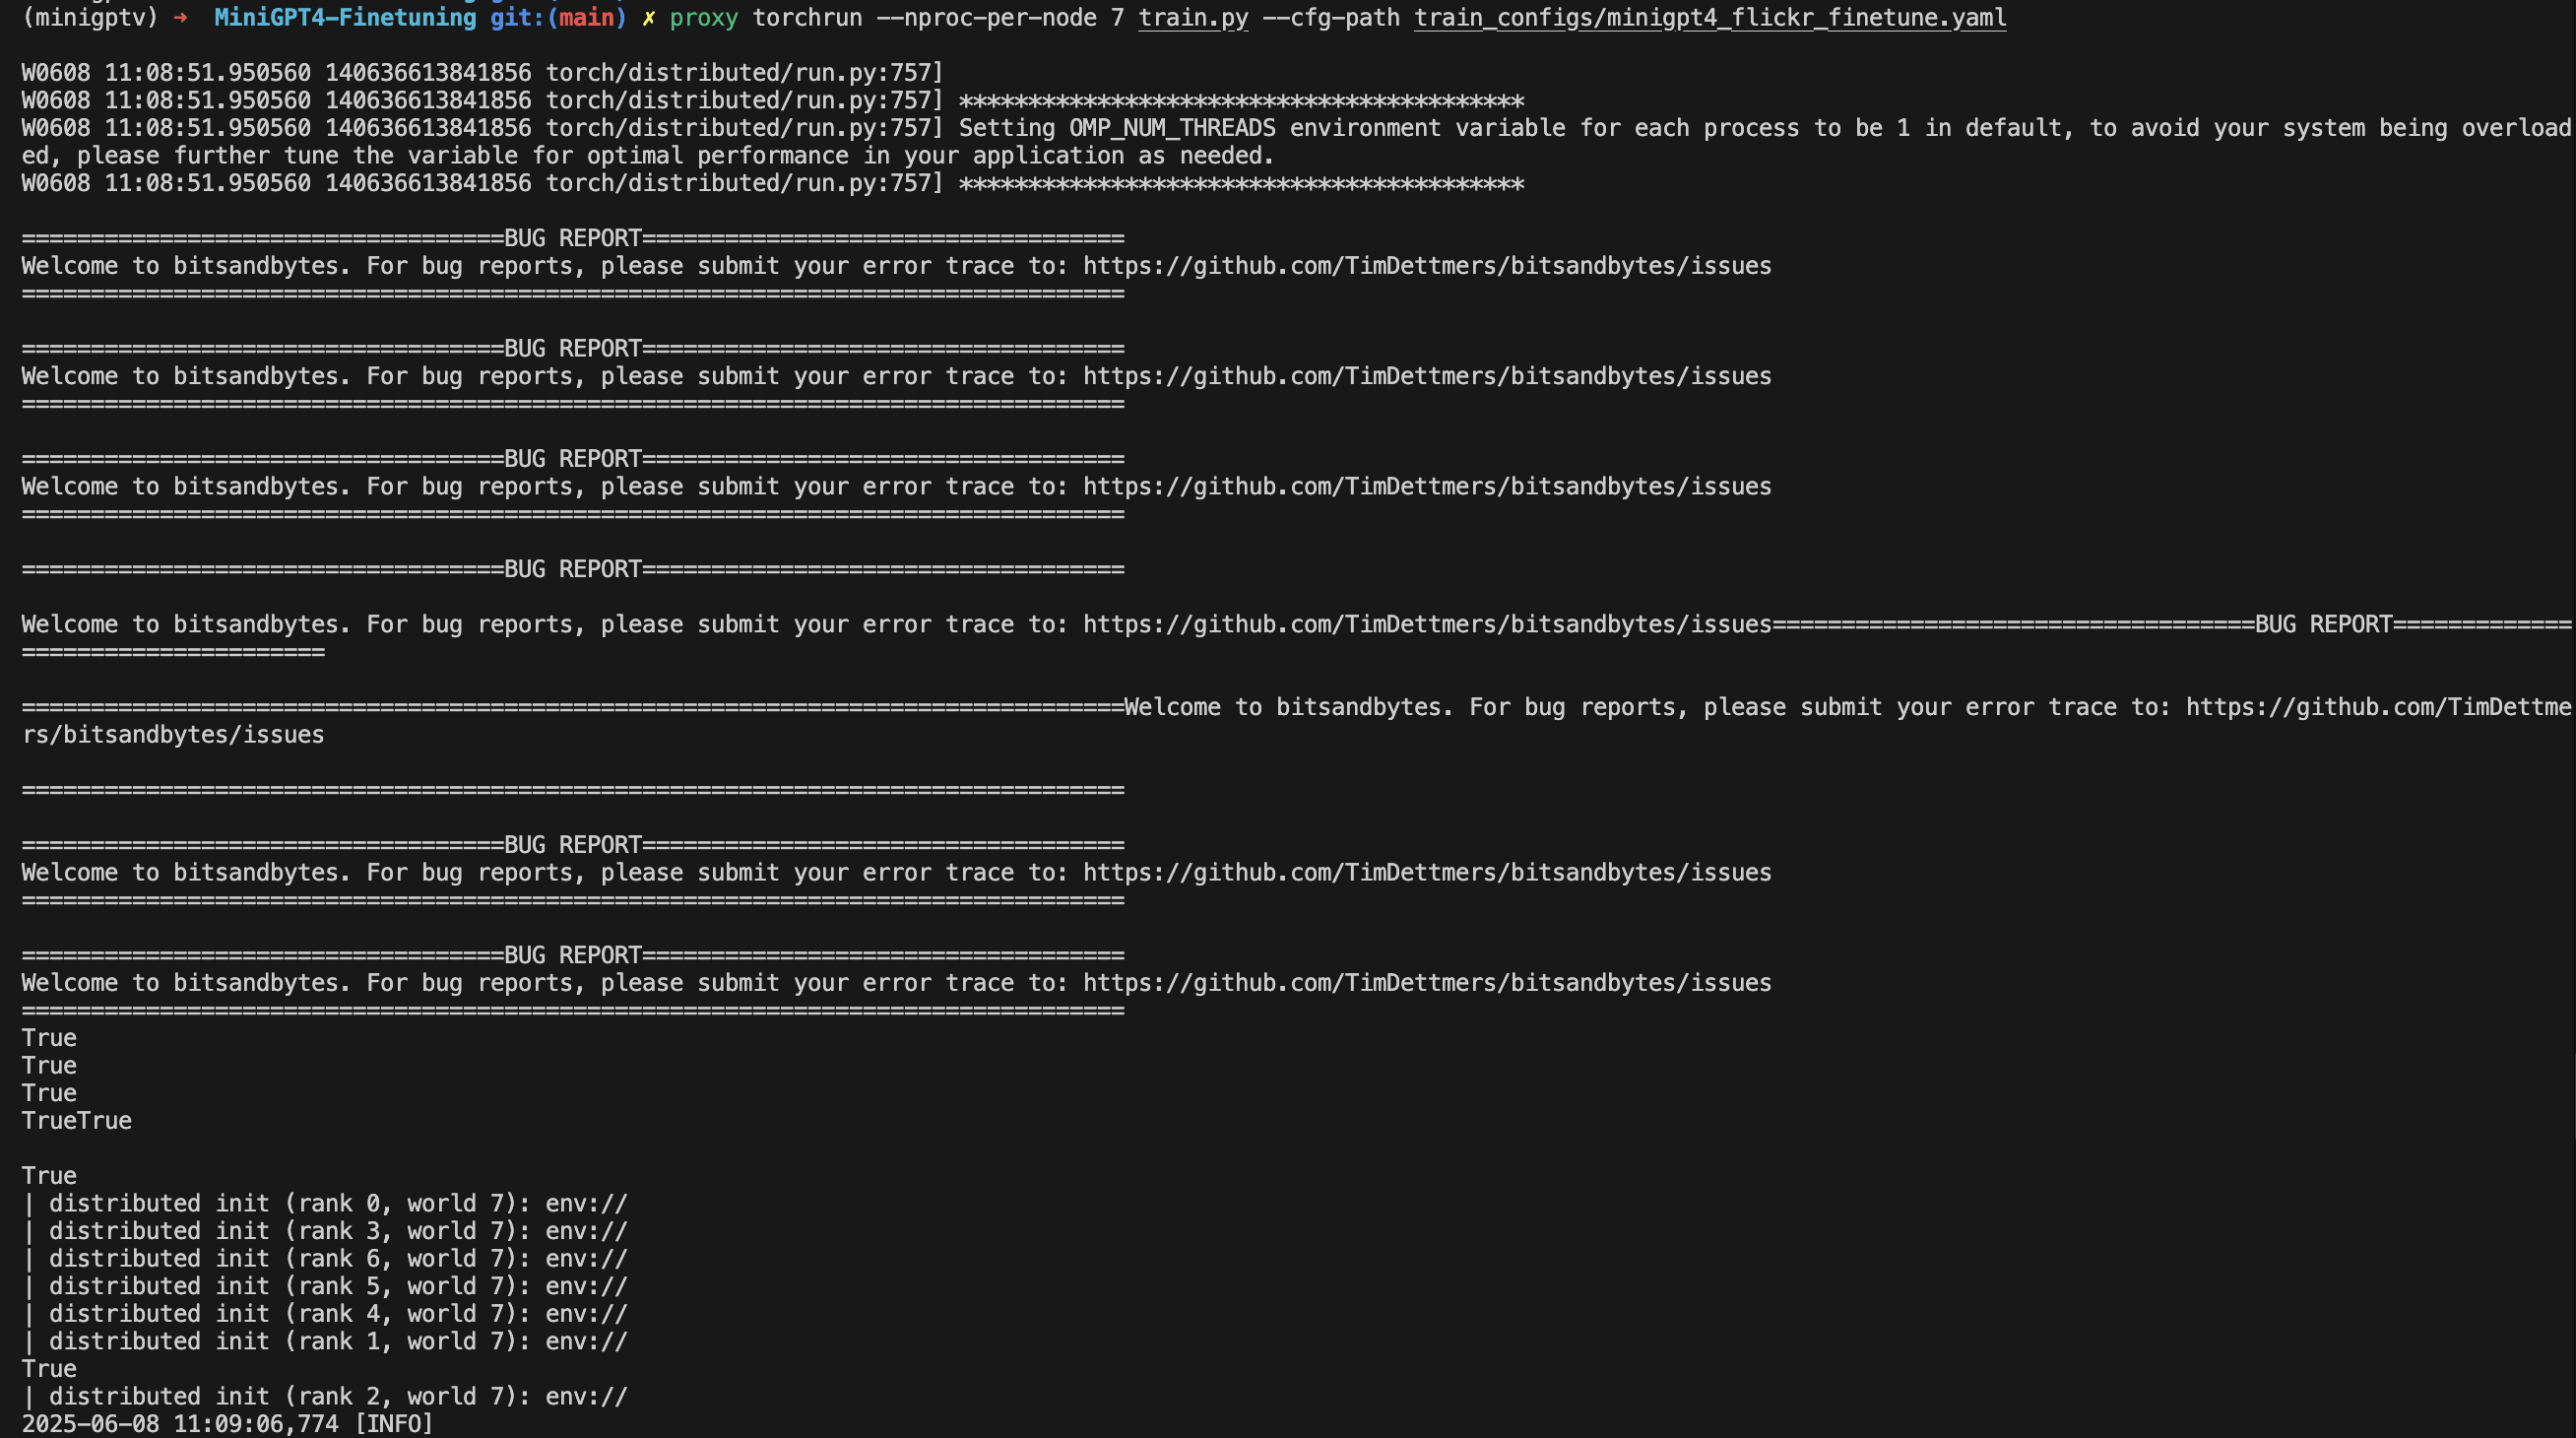 (minigptv) ➜  MiniGPT4-Finetuning git:(main) ✗ proxy torchrun --nproc-per-node 7 train.py --cfg-path train_configs/minigpt4_flickr_finetune.yaml
W0608 11:08:51.950560 140636613841856 torch/distributed/run.py:757]
W0608 11:08:51.950560 140636613841856 torch/distributed/run.py:757] *****************************************
W0608 11:08:51.950560 140636613841856 torch/distributed/run.py:757] Setting OMP_NUM_THREADS environment variable for each process to be 1 in default, to avoid your system being overload
ed, please further tune the variable for optimal performance in your application as needed.
W0608 11:08:51.950560 140636613841856 torch/distributed/run.py:757] *****************************************
===================================BUG REPORT===================================
Welcome to bitsandbytes. For bug reports, please submit your error trace to: https://github.com/TimDettmers/bitsandbytes/issues
================================================================================
===================================BUG REPORT===================================
Welcome to bitsandbytes. For bug reports, please submit your error trace to: https://github.com/TimDettmers/bitsandbytes/issues
================================================================================
===================================BUG REPORT===================================
Welcome to bitsandbytes. For bug reports, please submit your error trace to: https://github.com/TimDettmers/bitsandbytes/issues
================================================================================
===================================BUG REPORT===================================
Welcome to bitsandbytes. For bug reports, please submit your error trace to: https://github.com/TimDettmers/bitsandbytes/issues===================================BUG REPORT=============
======================
================================================================================Welcome to bitsandbytes. For bug reports, please submit your error trace to: https://github.com/TimDettme
rs/bitsandbytes/issues
================================================================================
===================================BUG REPORT===================================
Welcome to bitsandbytes. For bug reports, please submit your error trace to: https://github.com/TimDettmers/bitsandbytes/issues
================================================================================
===================================BUG REPORT===================================
Welcome to bitsandbytes. For bug reports, please submit your error trace to: https://github.com/TimDettmers/bitsandbytes/issues
================================================================================
True
True
True
TrueTrue
True
| distributed init (rank 0, world 7): env://
| distributed init (rank 3, world 7): env://
| distributed init (rank 6, world 7): env://
| distributed init (rank 5, world 7): env://
| distributed init (rank 4, world 7): env://
| distributed init (rank 1, world 7): env://
True
| distributed init (rank 2, world 7): env://
2025-06-08 11:09:06,774 [INFO]